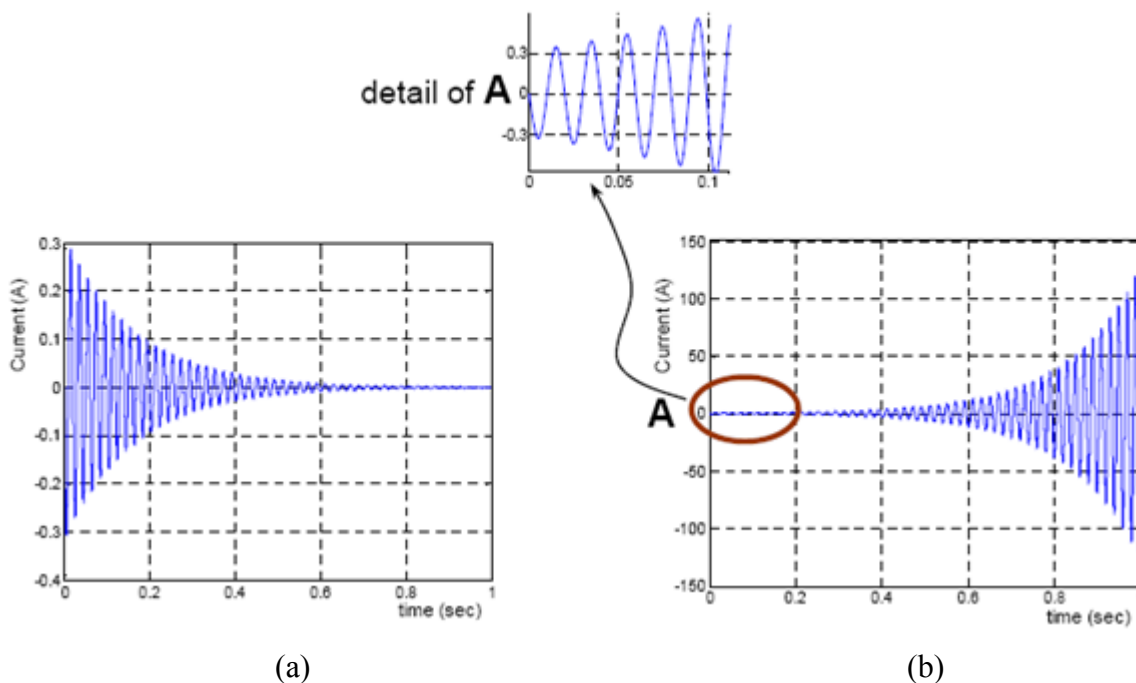 0.3
0
-0.3
0 0.05 0.1
detail of A
0.3
0.2
0.1
0
-0.1
-0.2
-0.3
-0.4
Current (A)
0 0.2 0.4 0.6 0.8 1
time (sec)
(a)
150
100
50
0
-50
-100
-150
Current (A)
A
0 0.2 0.4 0.6 0.8
time (sec)
(b)